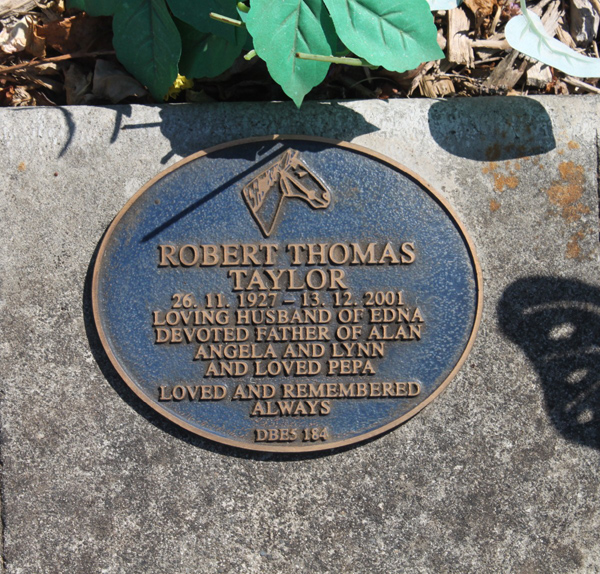 ROBERT THOMAS
TAYLOR
26. 11. 1927 – 13. 12. 2001
LOVING HUSBAND OF EDNA
DEVOTED FATHER OF ALAN
ANGELA AND LYNN
AND LOVED PEPA
LOVED AND REMEMBERED
ALWAYS
DBE5 184